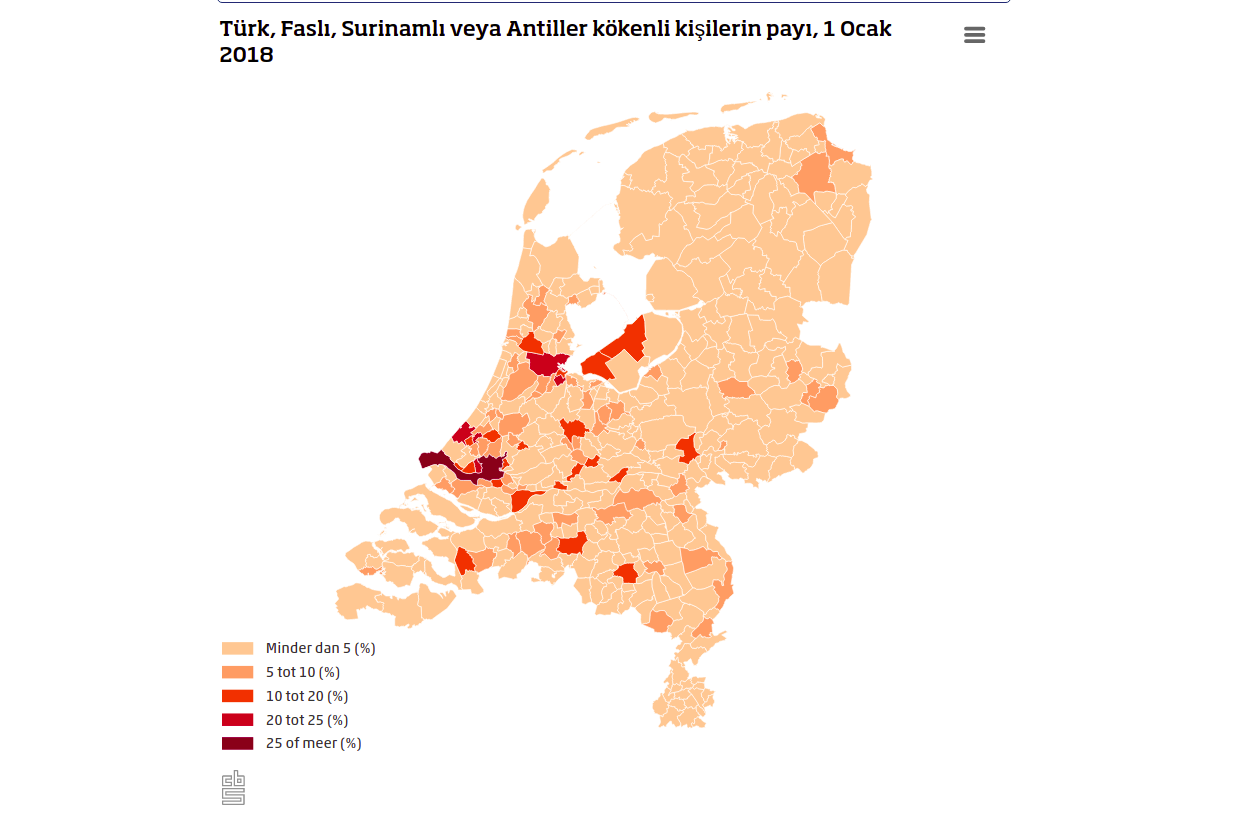 Türk, Faslı, Surinamlı veya Antiller kökenli kişilerin payı, 1 Ocak
2018
Minder dan 5 (%)
5 tot 10 (%)
10 tot 20 (%)
20 tot 25 (%)
25 of meer (%)
cbs